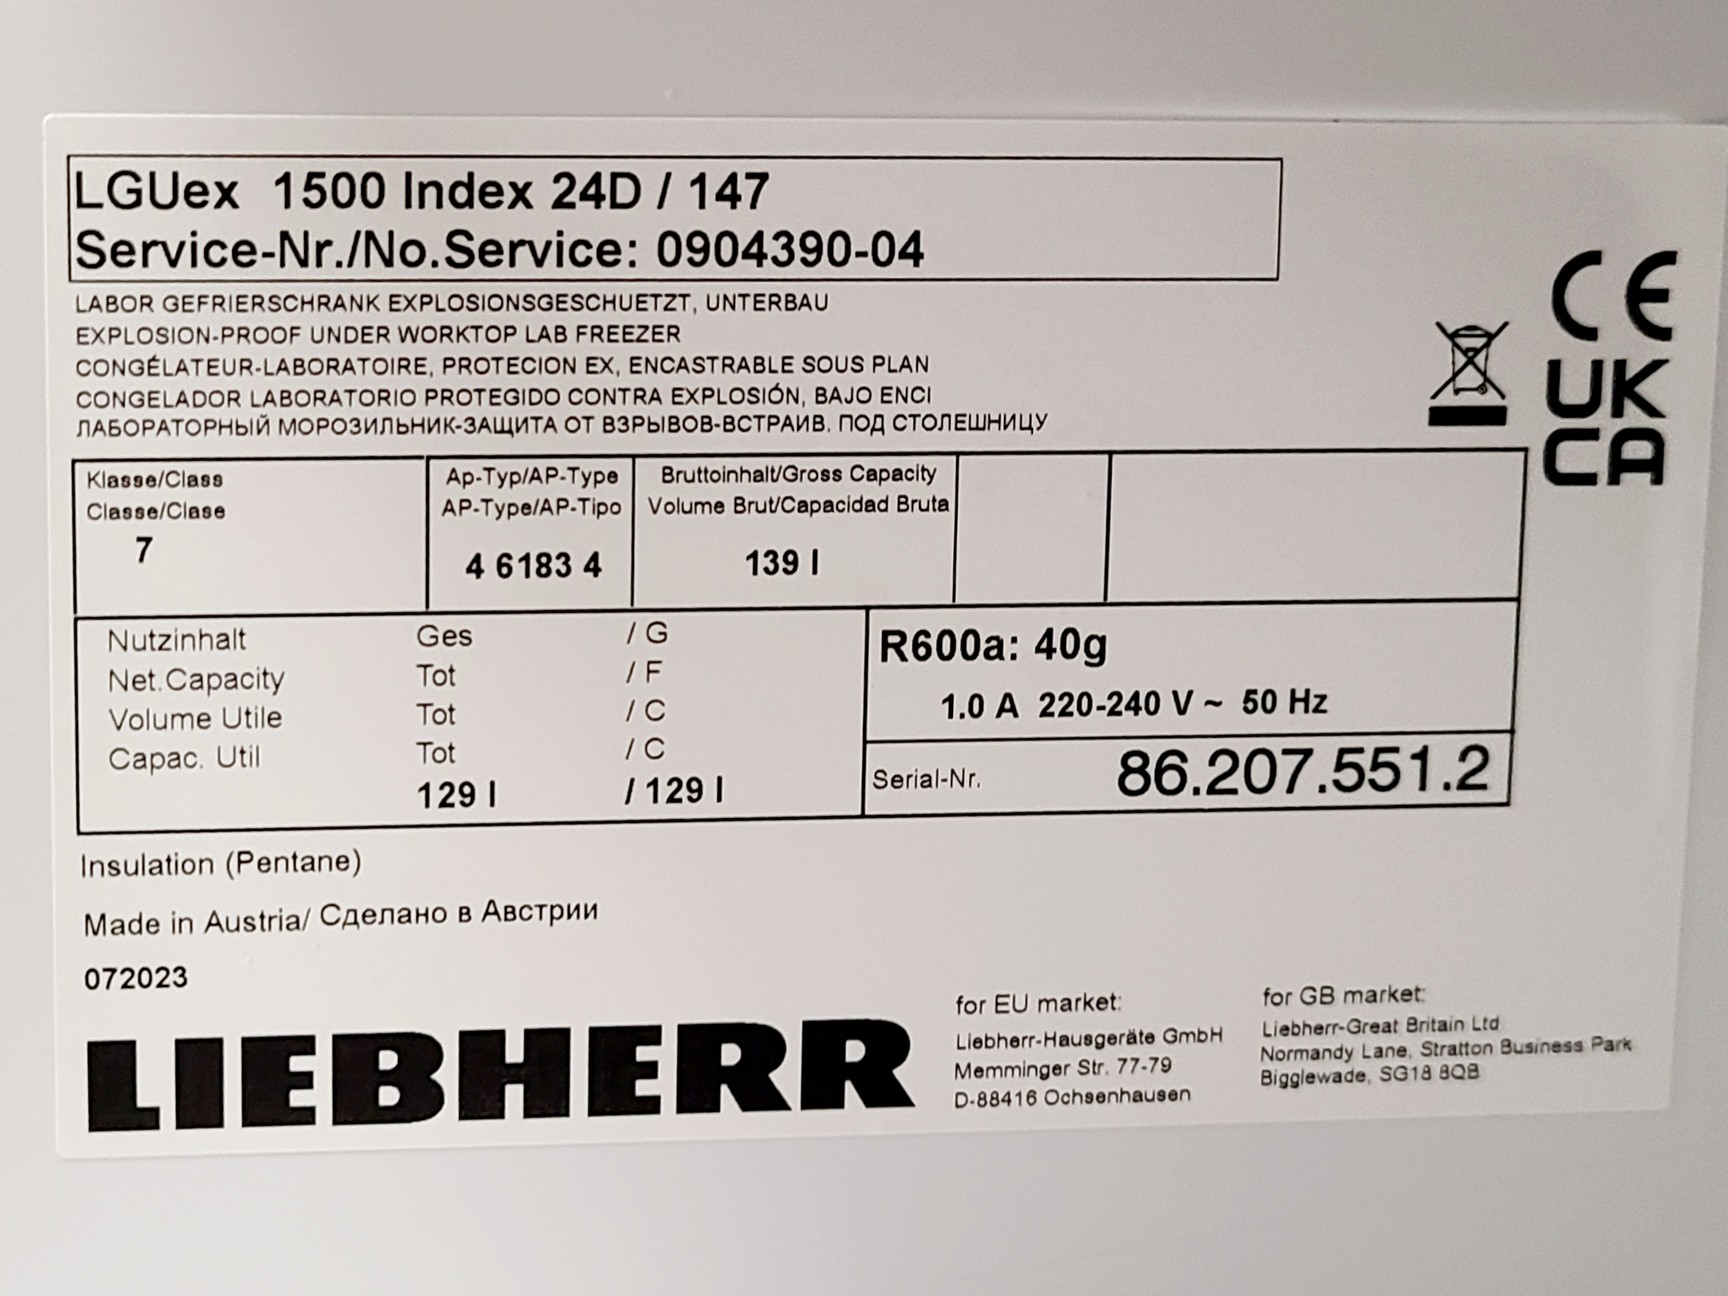 LGUex 1500 Index 24D / 147
Service-Nr./No.Service: 0904390-04
LABOR GEFRIERSCHRANK EXPLOSIONSGESCHUETZT, UNTERBAU
EXPLOSION-PROOF UNDER WORKTOP LAB FREEZER
CONGÉLATEUR-LABORATOIRE, PROTECION EX, ENCASTRABLE SOUS PLAN
CONGELADOR LABORATORIO PROTEGIDO CONTRA EXPLOSIÓN, BAJO ENCI
ЛАБОРАТОРНЫЙ МОРОЗИЛЬНИК-ЗАЩИТА ОТ ВЗРЫВОВ-ВСТРАИВ. ПОД СТОЛЕШНИЦУ
CE
UK
CA
Klasse/Class
Classe/Clase
7
Ap-Typ/AP-Type
AP-Type/AP-Tipo
4 6183 4
Bruttoinhalt/Gross Capacity
Volume Brut/Capacidad Bruta
139 l
Nutzinhalt Ges / G
Net.Capacity Tot / F
Volume Utile Tot / C
Capac. Util Tot / C
129 l / 129 l
R600a: 40g
1.0 A 220-240 V ~ 50 Hz
Serial-Nr. 86.207.551.2
Insulation (Pentane)
Made in Austria/ Сделано в Австрии
072023
LIEBHERR
for EU market:
Liebherr-Hausgeräte GmbH
Memminger Str. 77-79
D-88416 Ochsenhausen
for GB market:
Liebherr-Great Britain Ltd
Normandy Lane, Stratton Business Park
Bigglewade, SG18 8QB